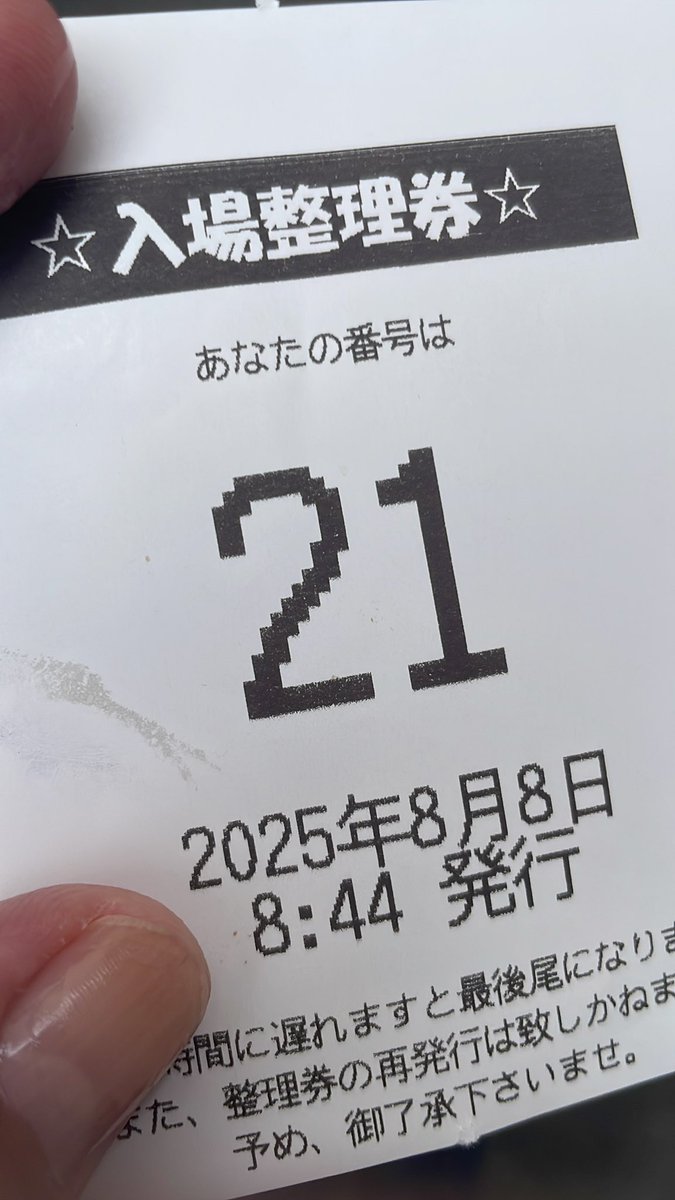 ☆入場整理券☆
あなたの番号は
21
2025年8月8日
8:44 発行
時間に遅れますと最後尾になりま
また、整理券の再発行は致しかねま
予め、御了承下さいませ。